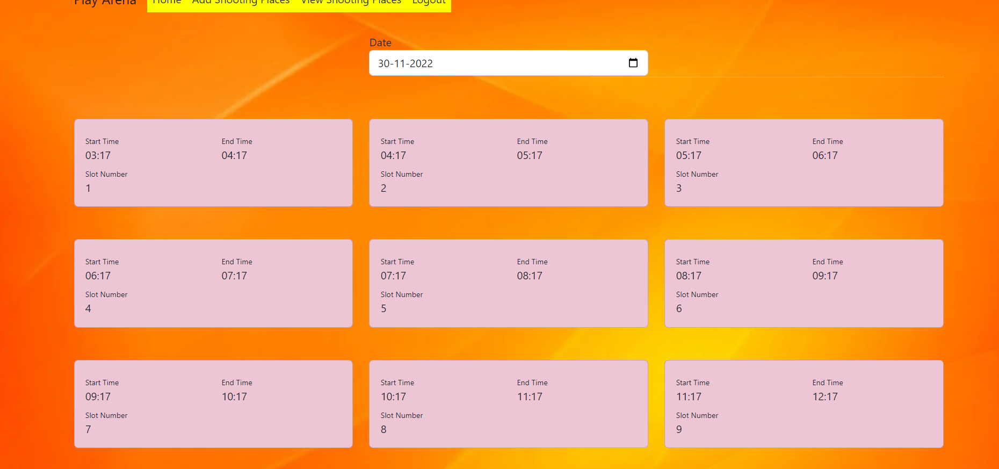 Play Arena Home Add Shooting Places View Shooting Places Logout
Date
30-11-2022
Start Time End Time Start Time End Time Start Time End Time
03:17 04:17 04:17 05:17 05:17 06:17
Slot Number Slot Number Slot Number
1 2 3
Start Time End Time Start Time End Time Start Time End Time
06:17 07:17 07:17 08:17 08:17 09:17
Slot Number Slot Number Slot Number
4 5 6
Start Time End Time Start Time End Time Start Time End Time
09:17 10:17 10:17 11:17 11:17 12:17
Slot Number Slot Number Slot Number
7 8 9